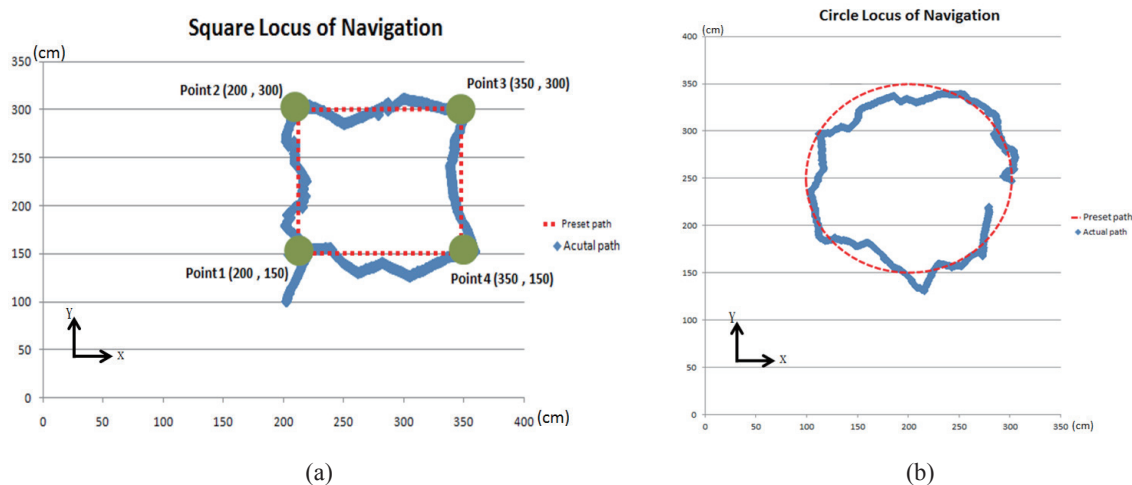 Square Locus of Navigation
(cm)
350
300
250
200
150
100
50
0
0 50 100 150 200 250 300 350 400 (cm)
Point 2 (200 , 300)
Point 3 (350 , 300)
Point1 (200 , 150)
Point 4 (350 , 150)
Preset path
Acutal path
Y
X
(a)
Circle Locus of Navigation
(cm)
400
350
300
250
200
150
100
50
0
0 50 100 150 200 250 300 350 (cm)
Preset path
Actual path
Y
X
(b)